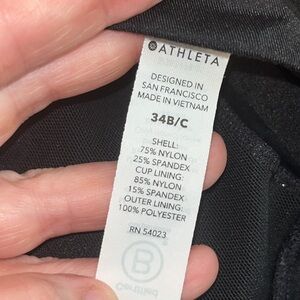 ATHLETA
DESIGNED IN
SAN FRANCISCO
MADE IN VIETNAM
34B/C
SHELL:
75% NYLON
25% SPANDEX
CUP LINING:
85% NYLON
15% SPANDEX
OUTER LINING:
100% POLYESTER
RN 54023
B
Certified